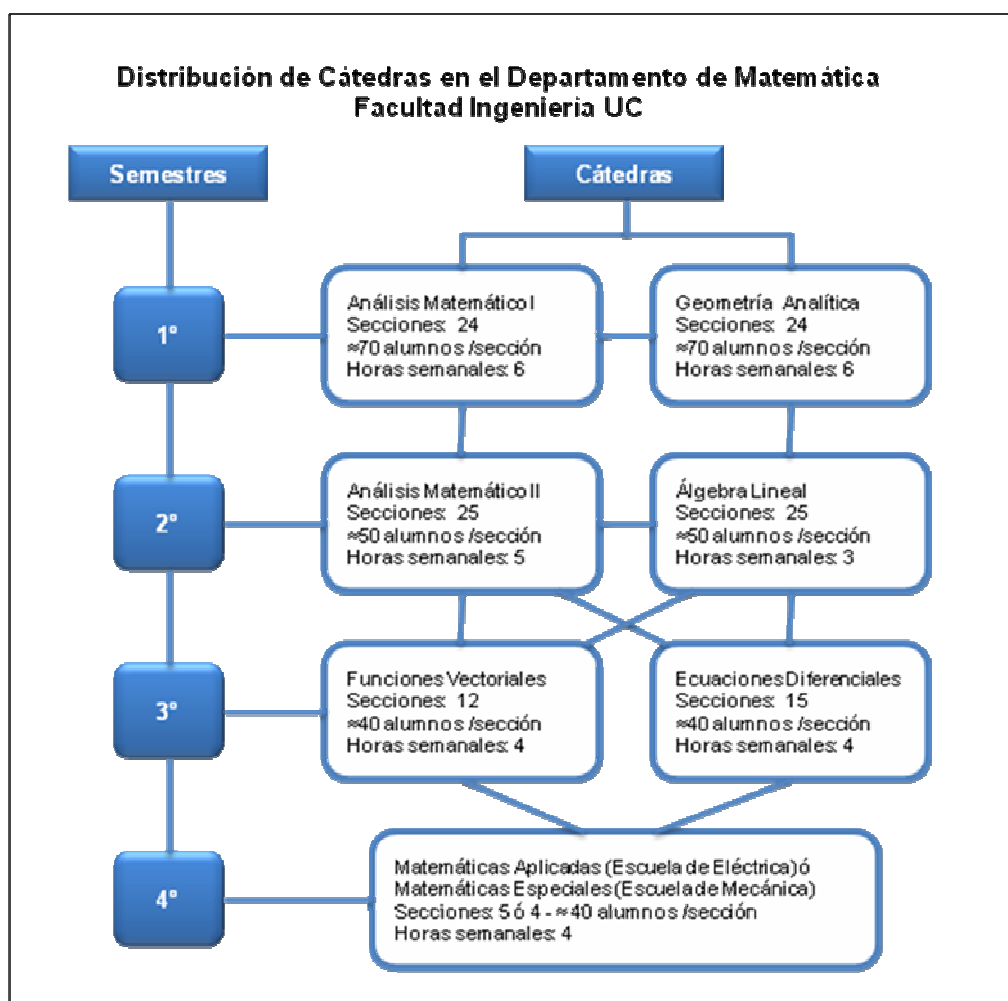 Distribución de Cátedras en el Departamento de Matemática
Facultad Ingenieria UC
Semestres
Cátedras
1°
Análisis Matemático I
Secciones: 24
≈70 alumnos /sección
Horas semanales: 6
Geometría Analítica
Secciones: 24
≈70 alumnos /sección
Horas semanales: 6
2°
Análisis Matemático II
Secciones: 25
≈50 alumnos /sección
Horas semanales: 5
Álgebra Lineal
Secciones: 25
≈50 alumnos /sección
Horas semanales: 3
3°
Funciones Vectoriales
Secciones: 12
≈40 alumnos /sección
Horas semanales: 4
Ecuaciones Diferenciales
Secciones: 15
≈40 alumnos /sección
Horas semanales: 4
4°
Matemáticas Aplicadas (Escuela de Eléctrica) ó
Matemáticas Especiales (Escuela de Mecánica)
Secciones: 5 ó 4 - ≈40 alumnos /sección
Horas semanales: 4